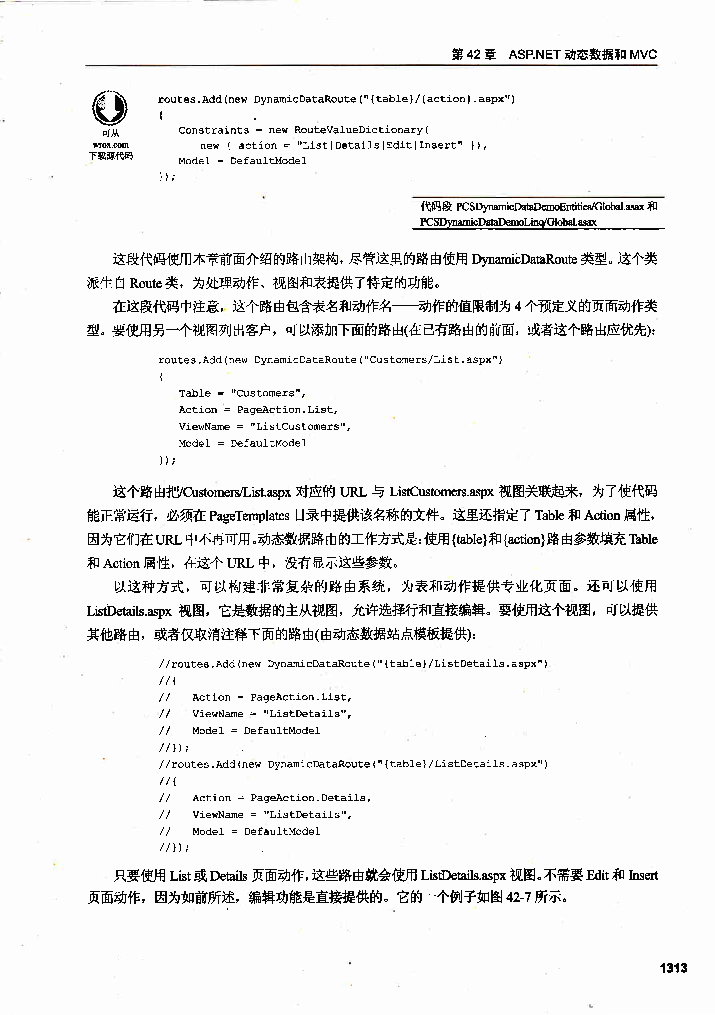 第 42 章 ASP.NET 动态数据和 MVC
routes.Add(new DynamicDataRoute("{table}/{action}.aspx")
{
可从
wrox.com
下载源代码
Constraints = new RouteValueDictionary(
new { action = "List|Details|Edit|Insert" }),
Model = DefaultModel
});
代码段 PCSDynamicDataDemoEntities/Global.asax 和
PCSDynamicDataDemoLinq/Global.asax
这段代码使用本章前面介绍的路由架构，尽管这里的路由使用 DynamicDataRoute 类型。这个类
派生自 Route 类，为处理动作、视图和表提供了特定的功能。
在这段代码中注意，这个路由包含表名和动作名——动作的值限制为 4 个预定义的页面动作类
型。要使用另一个视图列出客户，可以添加下面的路由(在已有路由的前面，或者这个路由应优先)：
routes.Add(new DynamicDataRoute("Customers/List.aspx")
{
Table = "Customers",
Action = PageAction.List,
ViewName = "ListCustomers",
Model = DefaultModel
});
这个路由把/Customers/List.aspx 对应的 URL 与 ListCustomers.aspx 视图关联起来，为了使代码
能正常运行，必须在 PageTemplates 目录中提供该名称的文件。这里还指定了 Table 和 Action 属性，
因为它们在 URL 中不再可用。动态数据路由的工作方式是：使用{table}和{action}路由参数填充 Table
和 Action 属性，在这个 URL 中，没有显示这些参数。
以这种方式，可以构建非常复杂的路由系统，为表和动作提供专业化页面。还可以使用
ListDetails.aspx 视图，它是数据的主从视图，允许选择行和直接编辑。要使用这个视图，可以提供
其他路由，或者仅取消注释下面的路由(由动态数据站点模板提供)：
//routes.Add(new DynamicDataRoute("{table}/ListDetails.aspx")
//{
// Action = PageAction.List,
// ViewName = "ListDetails",
// Model = DefaultModel
//});
//routes.Add(new DynamicDataRoute("{table}/ListDetails.aspx")
//{
// Action = PageAction.Details,
// ViewName = "ListDetails",
// Model = DefaultModel
//});
只要使用 List 或 Details 页面动作，这些路由就会使用 ListDetails.aspx 视图。不需要 Edit 和 Insert
页面动作，因为如前所述，编辑功能是直接提供的。它的一个例子如图 42-7 所示。
1313